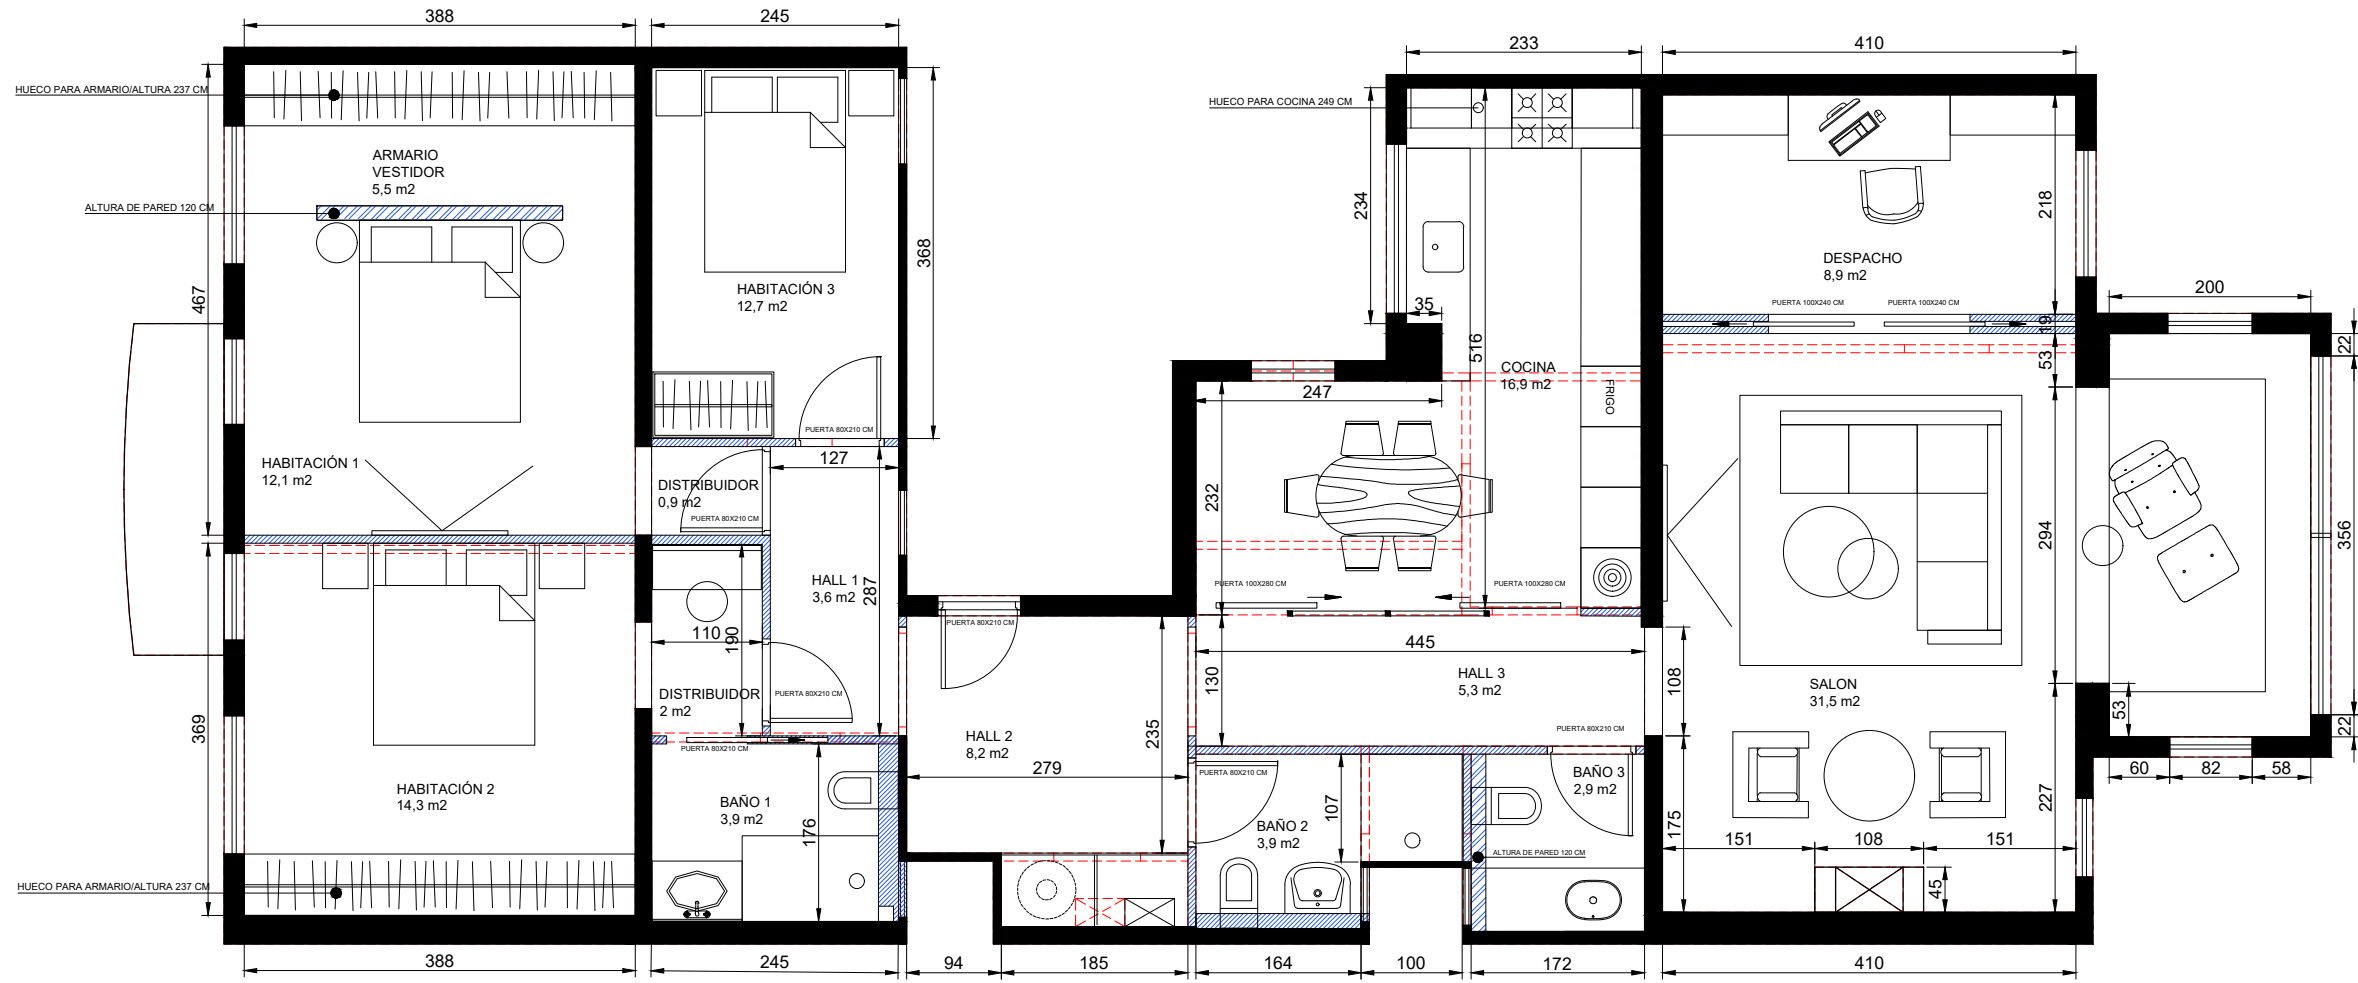 388
245
233
410
HUECO PARA ARMARIO/ALTURA 237 CM
HUECO PARA COCINA 249 CM
ARMARIO
VESTIDOR
5,5 m2
ALTURA DE PARED 120 CM
467
368
234
218
HABITACIÓN 3
12,7 m2
DESPACHO
8,9 m2
PUERTA 100X240 CM
PUERTA 100X240 CM
200
35
516
19
53
22
COCINA
16,9 m2
FRIGO
247
PUERTA 80X210 CM
127
HABITACIÓN 1
12,1 m2
DISTRIBUIDOR
0,9 m2
PUERTA 80X210 CM
232
294
356
HALL 1
3,6 m2
287
PUERTA 100X280 CM
PUERTA 100X280 CM
PUERTA 80X210 CM
110
190
445
130
108
HALL 3
5,3 m2
SALON
31,5 m2
DISTRIBUIDOR
2 m2
PUERTA 80X210 CM
53
22
369
PUERTA 80X210 CM
HALL 2
8,2 m2
235
PUERTA 80X210 CM
279
PUERTA 80X210 CM
BAÑO 3
2,9 m2
60
82
58
HABITACIÓN 2
14,3 m2
BAÑO 1
3,9 m2
176
BAÑO 2
3,9 m2
107
175
227
ALTURA DE PARED 120 CM
151
108
151
45
HUECO PARA ARMARIO/ALTURA 237 CM
388
245
94
185
164
100
172
410